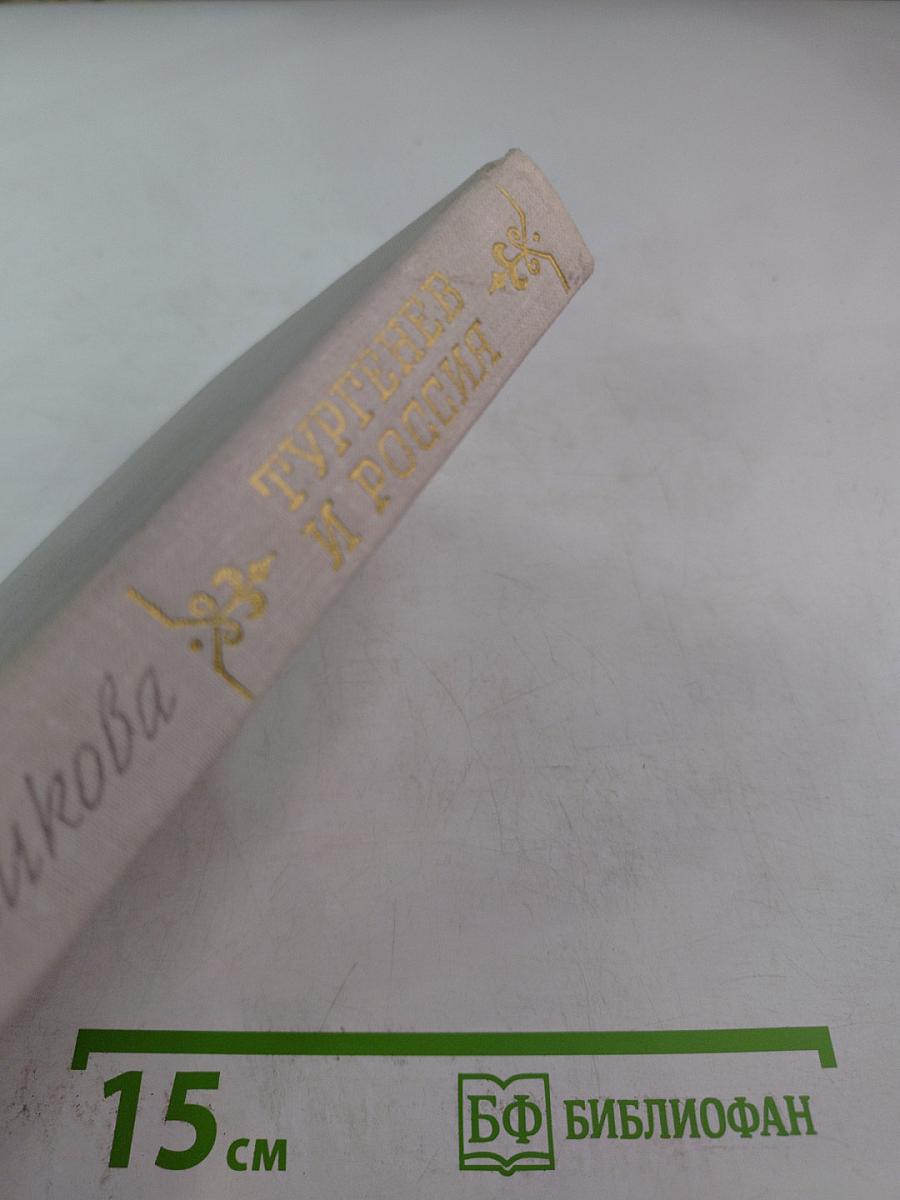 ТУРГЕНЕВ
И РОССИЯ
икова
15 см
БФ БИБЛИОФАН